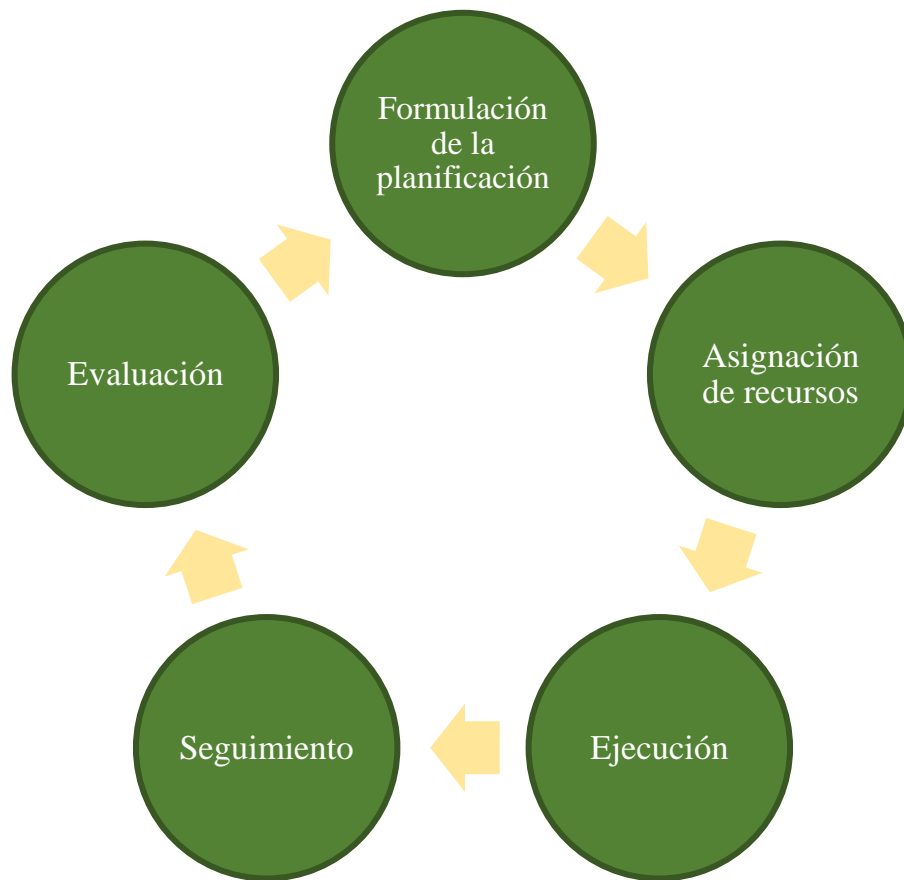 Formulación
de la
planificación
Asignación
de recursos
Ejecución
Seguimiento
Evaluación